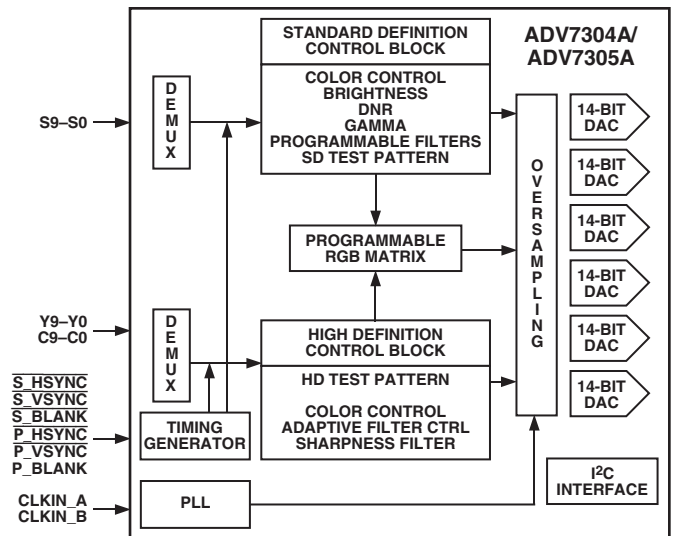 ADV7304A/
ADV7305A
STANDARD DEFINITION
CONTROL BLOCK
COLOR CONTROL
BRIGHTNESS
DNR
GAMMA
PROGRAMMABLE FILTERS
SD TEST PATTERN
DEMUX
S9–S0
PROGRAMMABLE
RGB MATRIX
OVERSAMPLING
14-BIT
DAC
14-BIT
DAC
14-BIT
DAC
14-BIT
DAC
14-BIT
DAC
14-BIT
DAC
Y9–Y0
C9–C0
DEMUX
HIGH DEFINITION
CONTROL BLOCK
HD TEST PATTERN
COLOR CONTROL
ADAPTIVE FILTER CTRL
SHARPNESS FILTER
S_HSYNC
S_VSYNC
S_BLANK
P_HSYNC
P_VSYNC
P_BLANK
TIMING
GENERATOR
CLKIN_A
CLKIN_B
PLL
I²C
INTERFACE